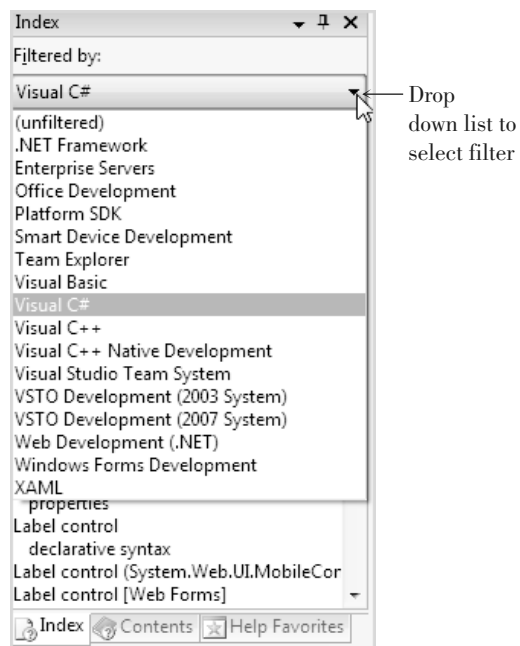 Index
Filtered by:
Visual C#
Drop
down list to
select filter
(unfiltered)
.NET Framework
Enterprise Servers
Office Development
Platform SDK
Smart Device Development
Team Explorer
Visual Basic
Visual C#
Visual C++
Visual C++ Native Development
Visual Studio Team System
VSTO Development (2003 System)
VSTO Development (2007 System)
Web Development (.NET)
Windows Forms Development
XAML
properties
Label control
declarative syntax
Label control (System.Web.UI.MobileCor
Label control [Web Forms]
Index Contents Help Favorites